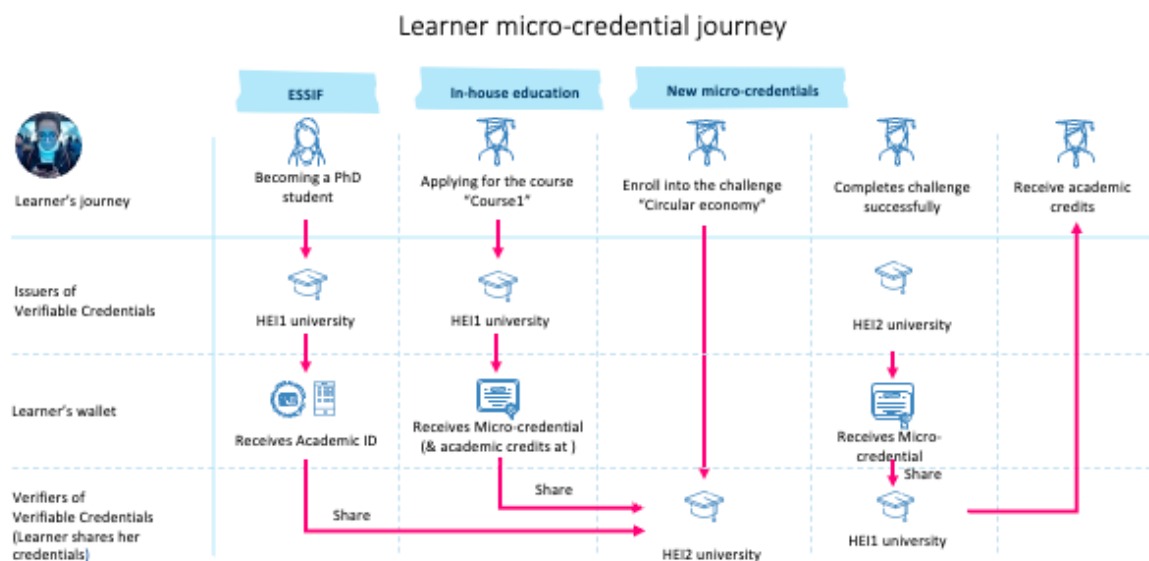 Learner micro-credential journey
ESSIF
In-house education
New micro-credentials
Learner's journey
Becoming a PhD
student
Applying for the course
"Course1"
Enroll into the challenge
"Circular economy"
Completes challenge
successfully
Receive academic
credits
Issuers of
Verifiable Credentials
HEI1 university
HEI1 university
HEI2 university
Learner's wallet
Receives Academic ID
Receives Micro-credential
(& academic credits at )
Receives Micro-
credential
Verifiers of
Verifiable Credentials
(Learner shares her
credentials)
Share
Share
HEI2 university
Share
HEI1 university